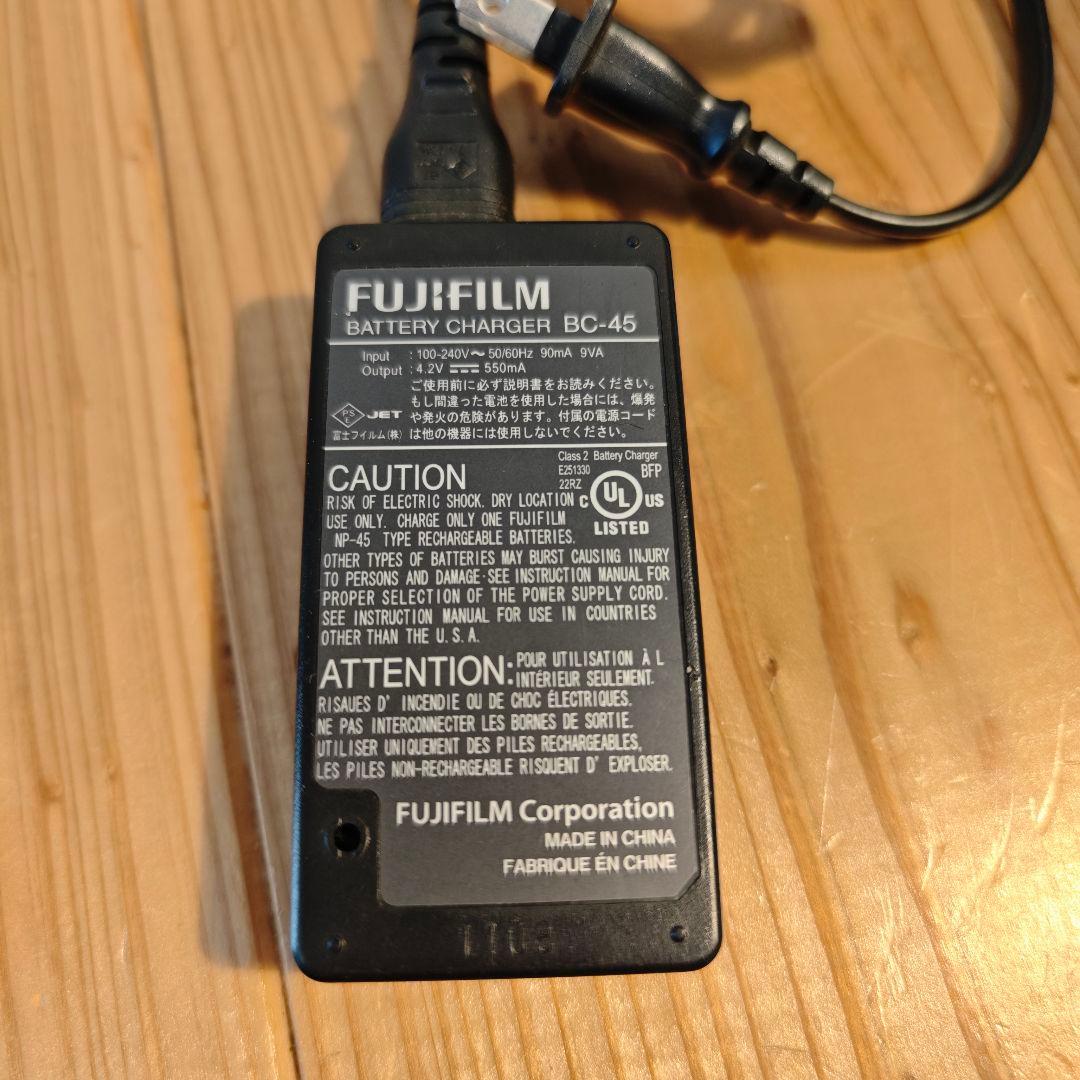 FUJIFILM
BATTERY CHARGER BC-45
Input : 100-240V～ 50/60Hz 90mA 9VA
Output : 4.2V ⎓ 550mA
ご使用前に必ず説明書をお読みください。
もし間違った電池を使用した場合には、爆発
や発火の危険があります。付属の電源コード
は他の機器には使用しないでください。
PS
E
JET
富士フイルム(株)
Class 2 Battery Charger
E251330
BFP
22RZ
C UL US
LISTED
CAUTION
RISK OF ELECTRIC SHOCK. DRY LOCATION
USE ONLY. CHARGE ONLY ONE FUJIFILM
NP-45 TYPE RECHARGEABLE BATTERIES.
OTHER TYPES OF BATTERIES MAY BURST CAUSING INJURY
TO PERSONS AND DAMAGE·SEE INSTRUCTION MANUAL FOR
PROPER SELECTION OF THE POWER SUPPLY CORD.
SEE INSTRUCTION MANUAL FOR USE IN COUNTRIES
OTHER THAN THE U.S.A.
ATTENTION: POUR UTILISATION À L
INTÉRIEUR SEULEMENT.
RISAUES D' INCENDIE OU DE CHOC ÉLECTRIQUES.
NE PAS INTERCONNECTER LES BORNES DE SORTIE.
UTILISER UNIQUEMENT DES PILES RECHARGEABLES,
LES PILES NON-RECHARGEABLE RISQUENT D' EXPLOSER.
FUJIFILM Corporation
MADE IN CHINA
FABRIQUE ÉN CHINE